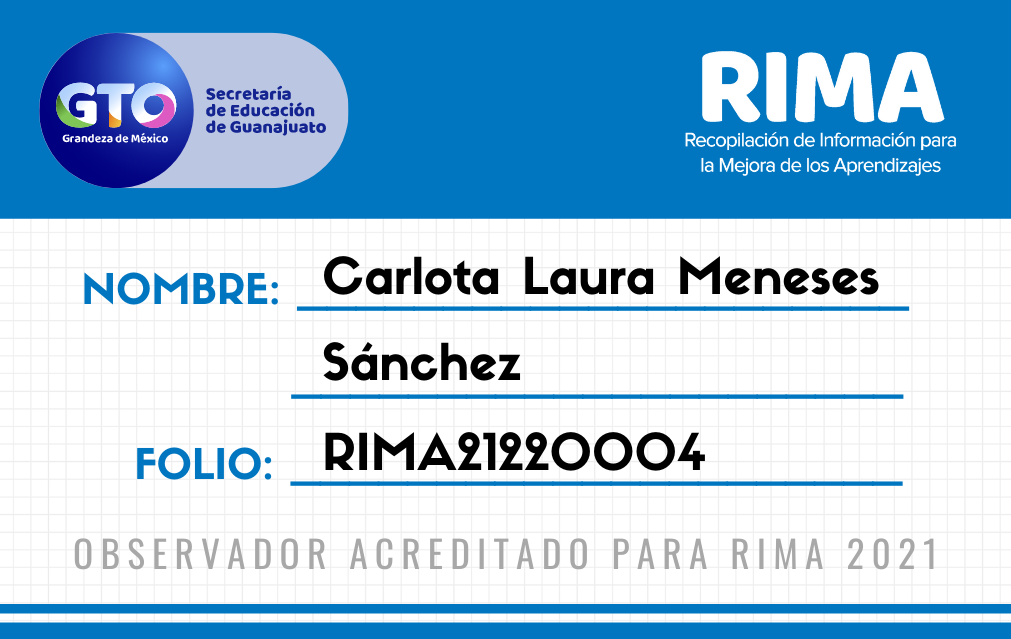 GTO
Grandeza de México
Secretaría
de Educación
de Guanajuato
RIMA
Recopilación de Información para
la Mejora de los Aprendizajes
NOMBRE: Carlota Laura Meneses
Sánchez
FOLIO: RIMA21220004
OBSERVADOR ACREDITADO PARA RIMA 2021